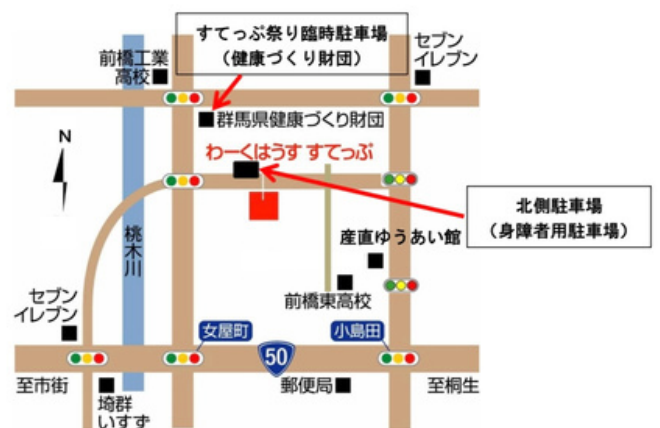 すてっぷ祭り臨時駐車場
（健康づくり財団）
前橋工業
高校
セブン
イレブン
群馬県健康づくり財団
N
わーくはうす すてっぷ
北側駐車場
（身障者用駐車場）
桃木川
産直ゆうあい館
前橋東高校
セブン
イレブン
女屋町
50
小島田
至市街
埼群
いすず
郵便局
至桐生